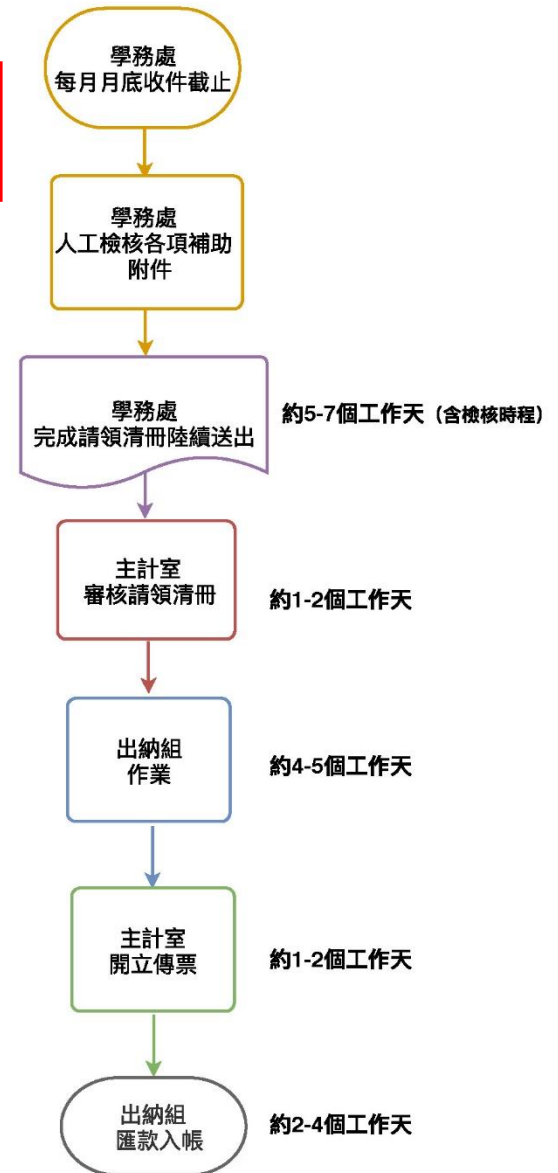 學務處
每月月底收件截止
學務處
人工檢核各項補助
附件
學務處
完成請領清冊陸續送出
約5-7個工作天（含檢核時程）
主計室
審核請領清冊
約1-2個工作天
出納組
作業
約4-5個工作天
主計室
開立傳票
約1-2個工作天
出納組
匯款入帳
約2-4個工作天